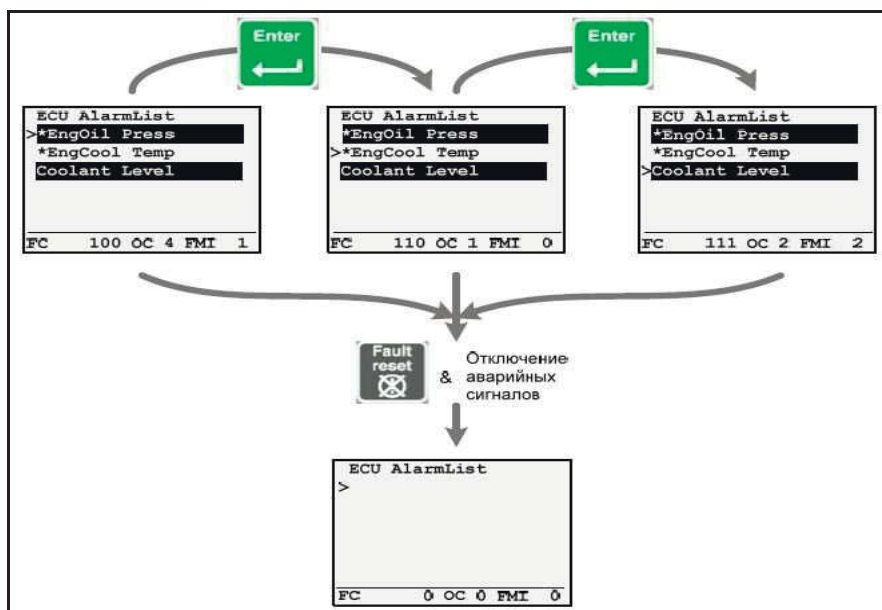 Enter
Enter
ECU AlarmList
>*EngOil Press
*EngCool Temp
Coolant Level
FC 100 OC 4 FMI 1
ECU AlarmList
*EngOil Press
>*EngCool Temp
Coolant Level
FC 110 OC 1 FMI 0
ECU AlarmList
*EngOil Press
*EngCool Temp
>Coolant Level
FC 111 OC 2 FMI 2
Fault
reset
& Отключение
аварийных
сигналов
ECU AlarmList
>
FC 0 OC 0 FMI 0